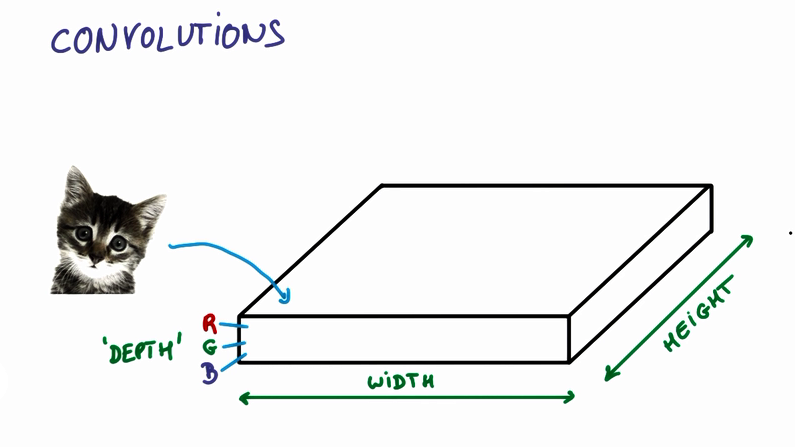 CONVOLUTIONS
R
'DEPTH' G
B
WiDTH
HEiGHT